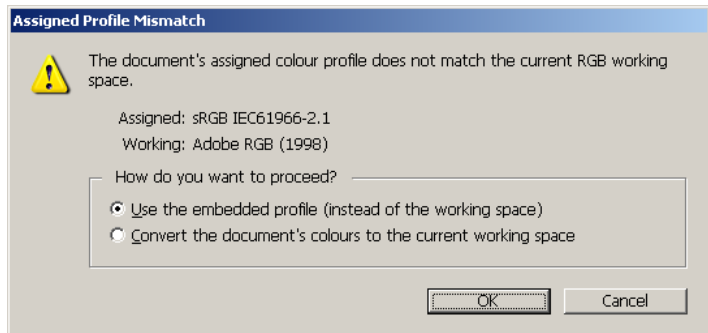 Assigned Profile Mismatch
The document's assigned colour profile does not match the current RGB working
space.
Assigned: sRGB IEC61966-2.1
Working: Adobe RGB (1998)
How do you want to proceed?
Use the embedded profile (instead of the working space)
Convert the document's colours to the current working space
OK
Cancel